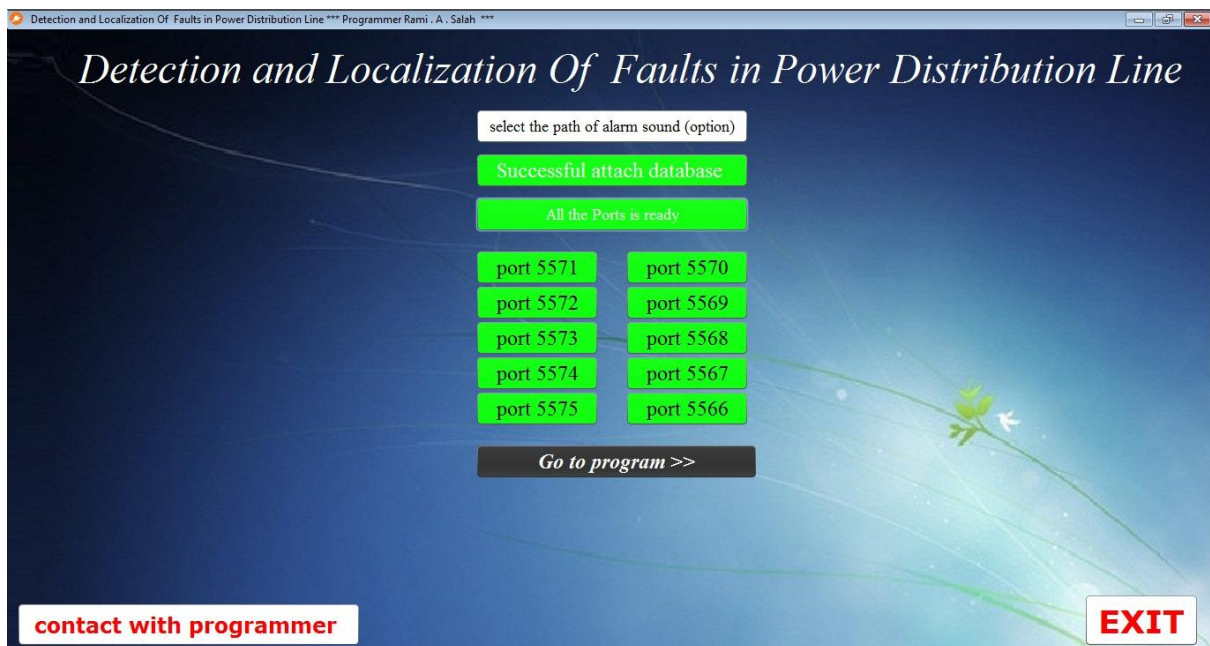 Detection and Localization Of Faults in Power Distribution Line *** Programmer Rami . A . Salah ***
Detection and Localization Of Faults in Power Distribution Line
select the path of alarm sound (option)
Successful attach database
All the Ports is ready
port 5571 port 5570
port 5572 port 5569
port 5573 port 5568
port 5574 port 5567
port 5575 port 5566
Go to program >>
contact with programmer
EXIT